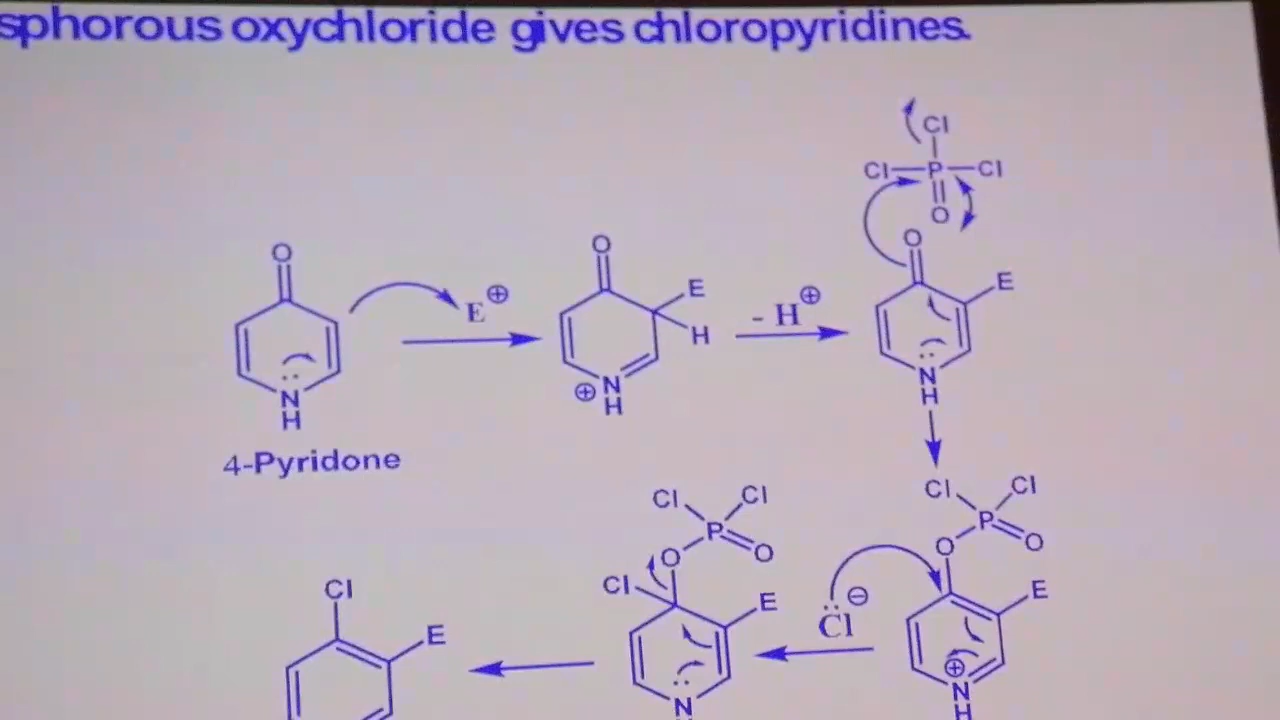 sphorous oxychloride gives chloropyridines.
Cl
Cl P Cl
O
O
E ⊕
N
H
4-Pyridone
O
E
H
⊕ N
H
- H ⊕
O
E
N
H
Cl Cl
P
O O
E
⊕
N
H
Cl ⊖
Cl Cl
P
O O
Cl
E
N
Cl
E